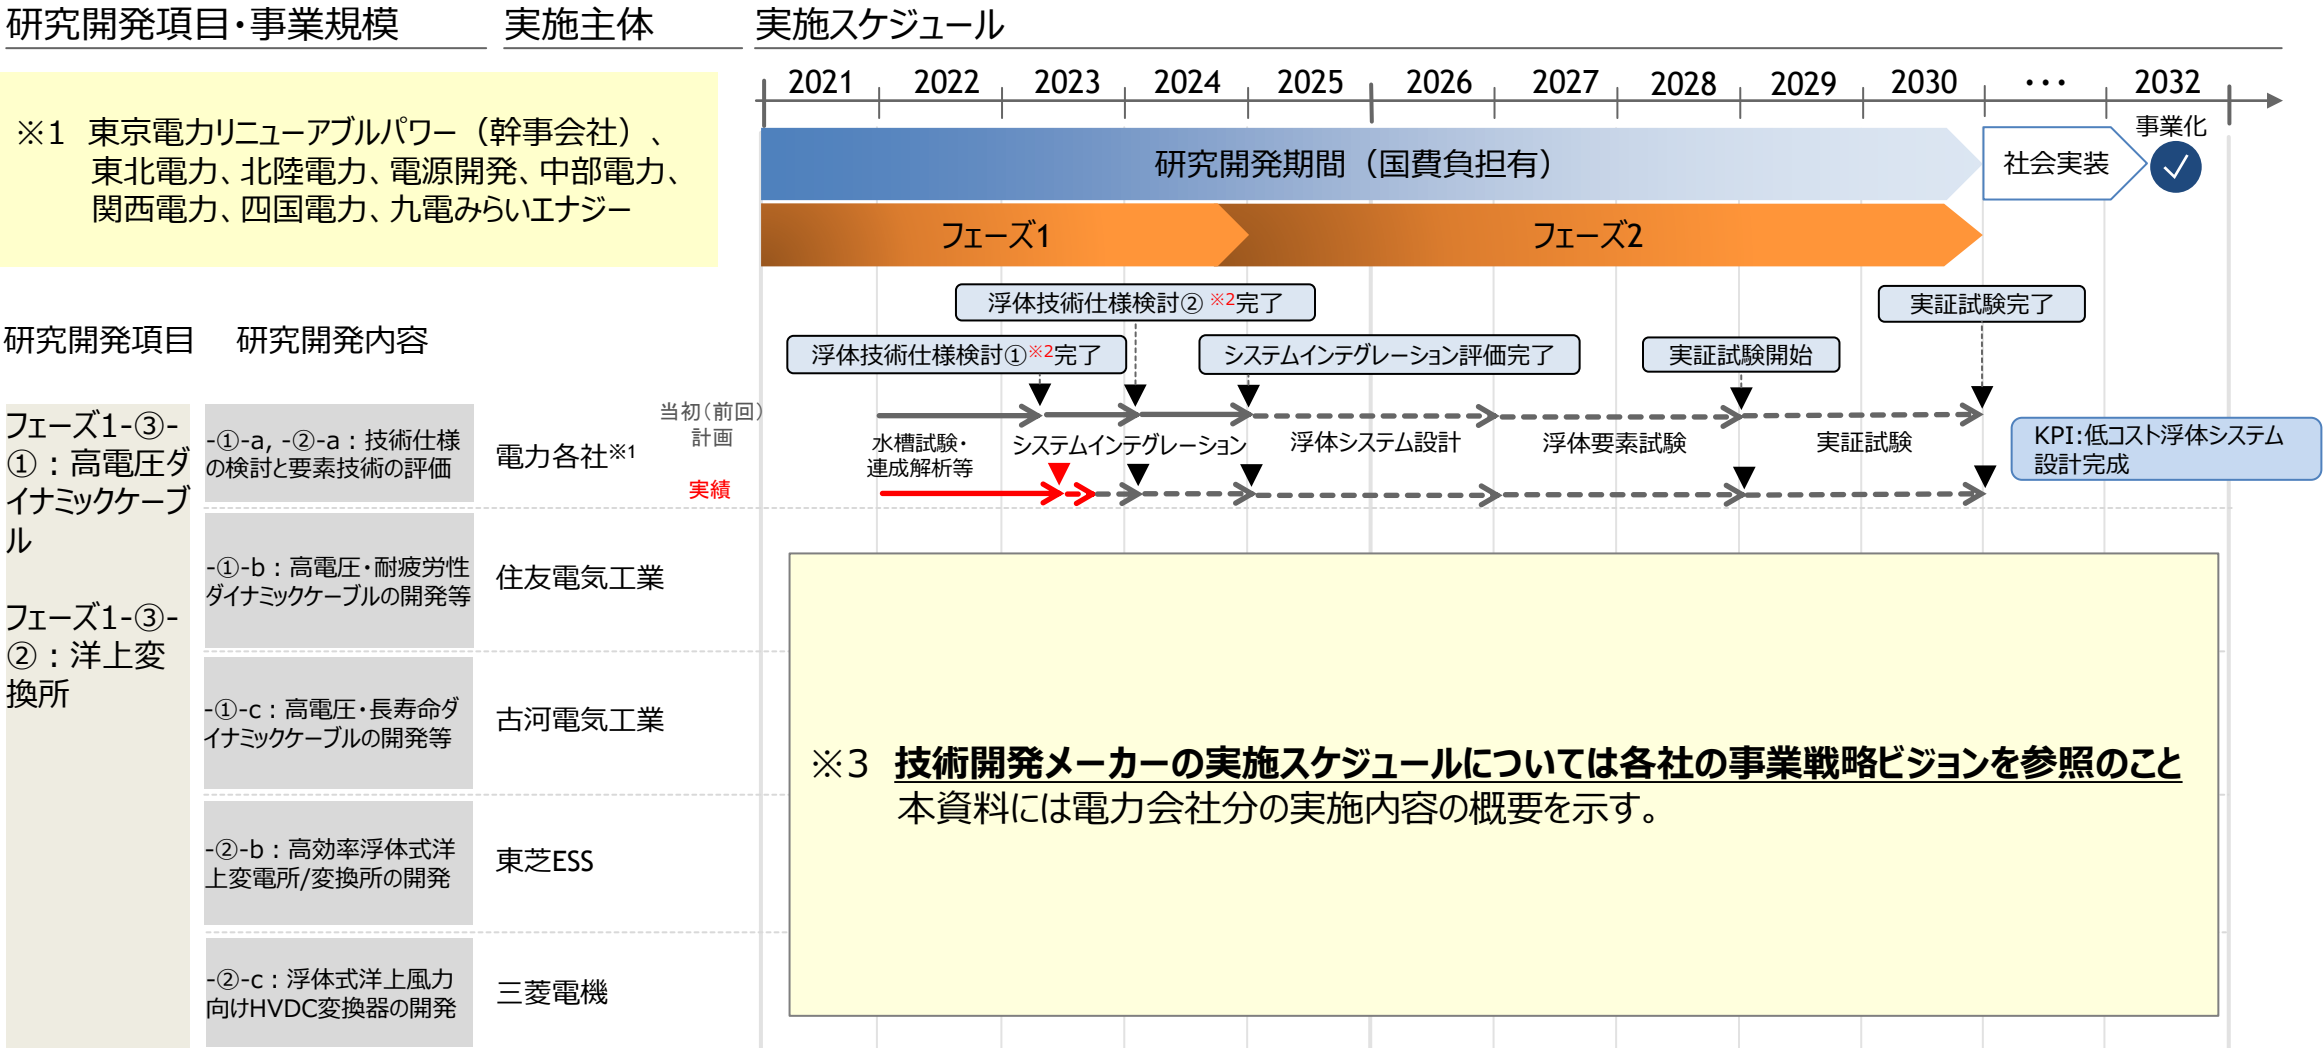 研究開発項目・事業規模
実施主体
実施スケジュール
2021 2022 2023 2024 2025 2026 2027 2028 2029 2030 ・・・ 2032
※1 東京電力リニューアブルパワー（幹事会社）、
東北電力、北陸電力、電源開発、中部電力、
関西電力、四国電力、九電みらいエナジー
事業化
研究開発期間（国費負担有）
社会実装
フェーズ1
フェーズ2
浮体技術仕様検討② ※2完了
実証試験完了
研究開発項目
研究開発内容
浮体技術仕様検討①※2完了
システムインテグレーション評価完了
実証試験開始
フェーズ1-③-
①：高電圧ダ
イナミックケーブ
ル
フェーズ1-③-
②：洋上変
換所
-①-a, -②-a：技術仕様
の検討と要素技術の評価
電力各社※1
当初（前回）
計画
実績
水槽試験・
連成解析等
システムインテグレーション
浮体システム設計
浮体要素試験
実証試験
KPI:低コスト浮体システム
設計完成
-①-b：高電圧・耐疲労性
ダイナミックケーブルの開発等
住友電気工業
-①-c：高電圧・長寿命ダ
イナミックケーブルの開発等
古河電気工業
※3 技術開発メーカーの実施スケジュールについては各社の事業戦略ビジョンを参照のこと
本資料には電力会社分の実施内容の概要を示す。
-②-b：高効率浮体式洋
上変電所/変換所の開発
東芝ESS
-②-c：浮体式洋上風力
向けHVDC変換器の開発
三菱電機